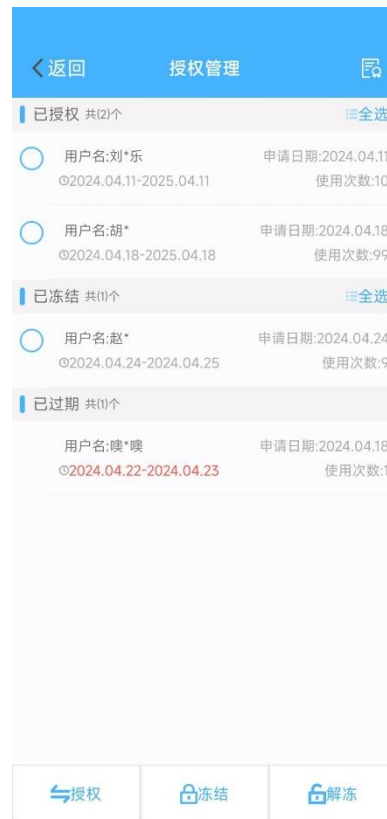 返回
授权管理
已授权 共(2)个
全选
用户名:刘*乐
申请日期:2024.04.11
2024.04.11-2025.04.11
使用次数:10
用户名:胡*
申请日期:2024.04.18
2024.04.18-2025.04.18
使用次数:99
已冻结 共(1)个
全选
用户名:赵*
申请日期:2024.04.24
2024.04.24-2024.04.25
使用次数:9
已过期 共(1)个
用户名:噢*噢
申请日期:2024.04.18
2024.04.22-2024.04.23
使用次数:1
授权
冻结
解冻